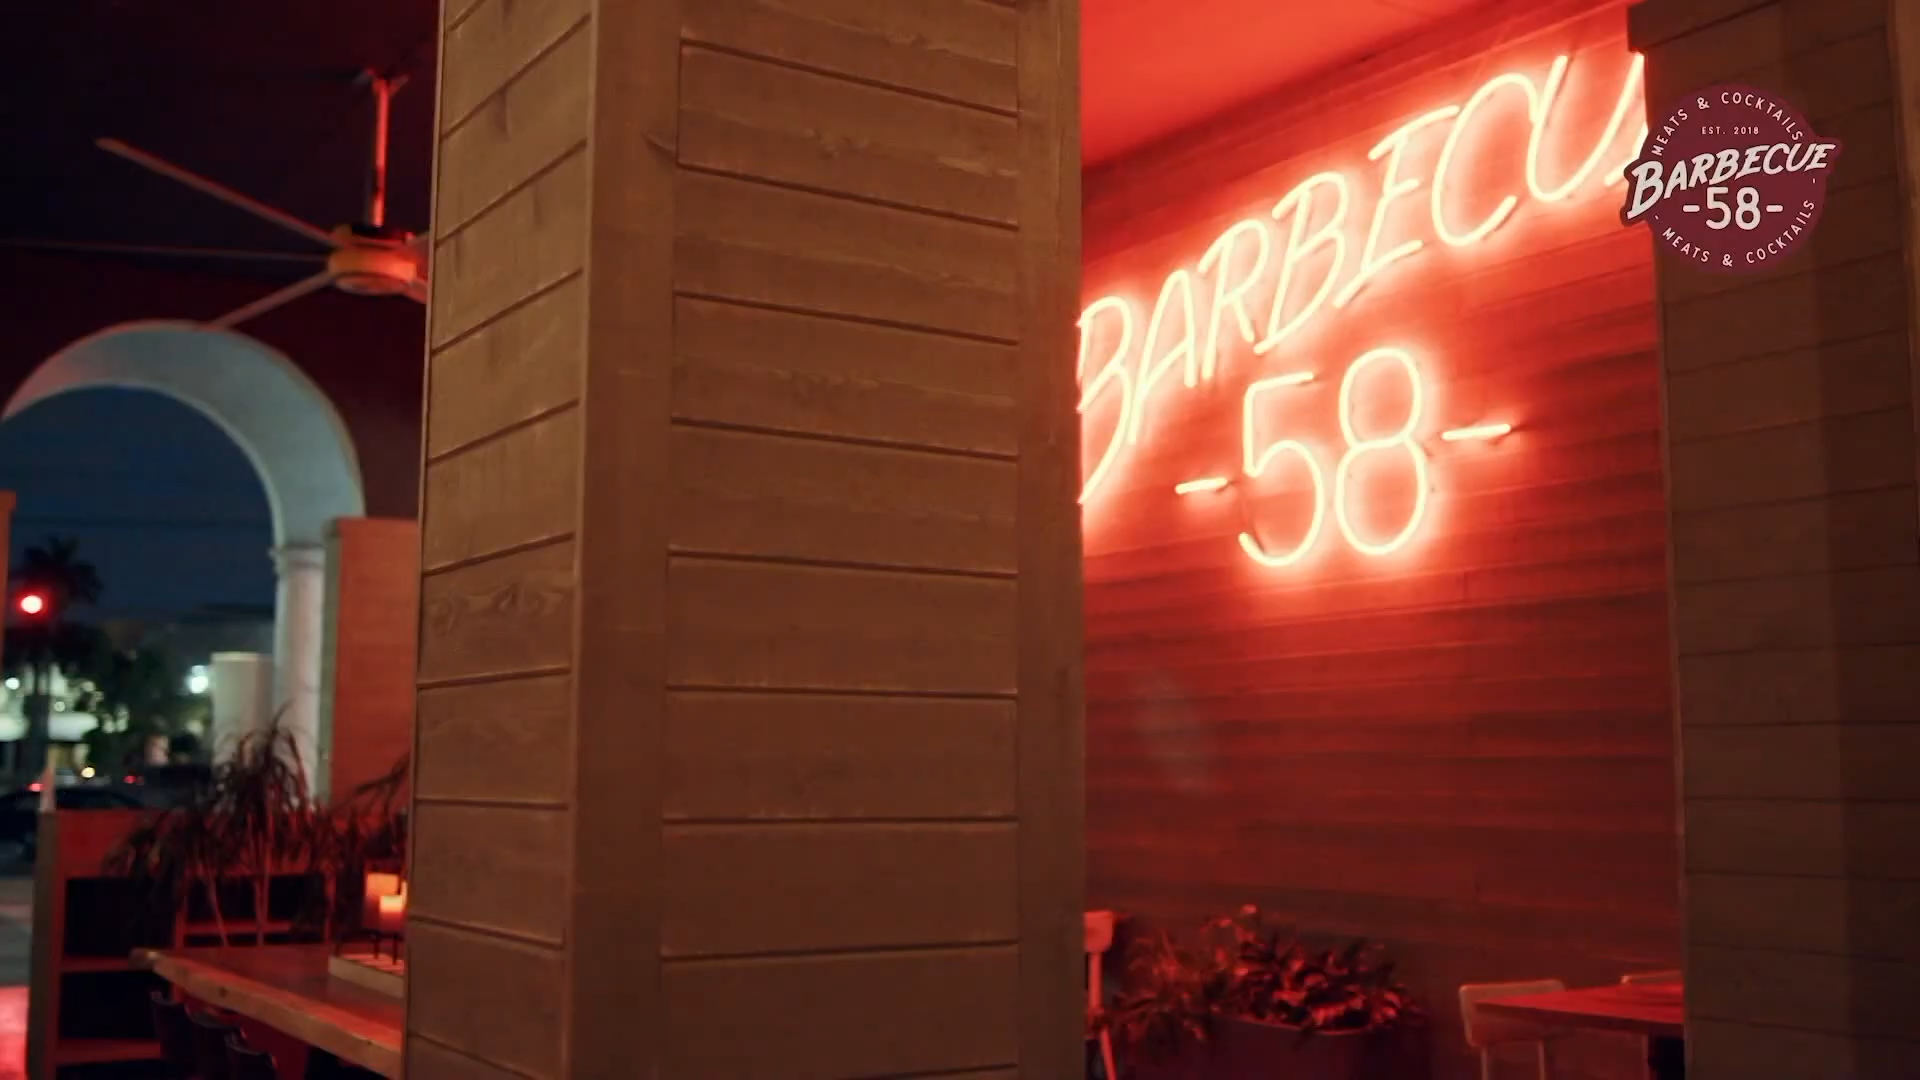 BARBECU
-58-
MEATS & COCKTAILS
EST. 2018
BARBECUE
-58-
MEATS & COCKTAILS